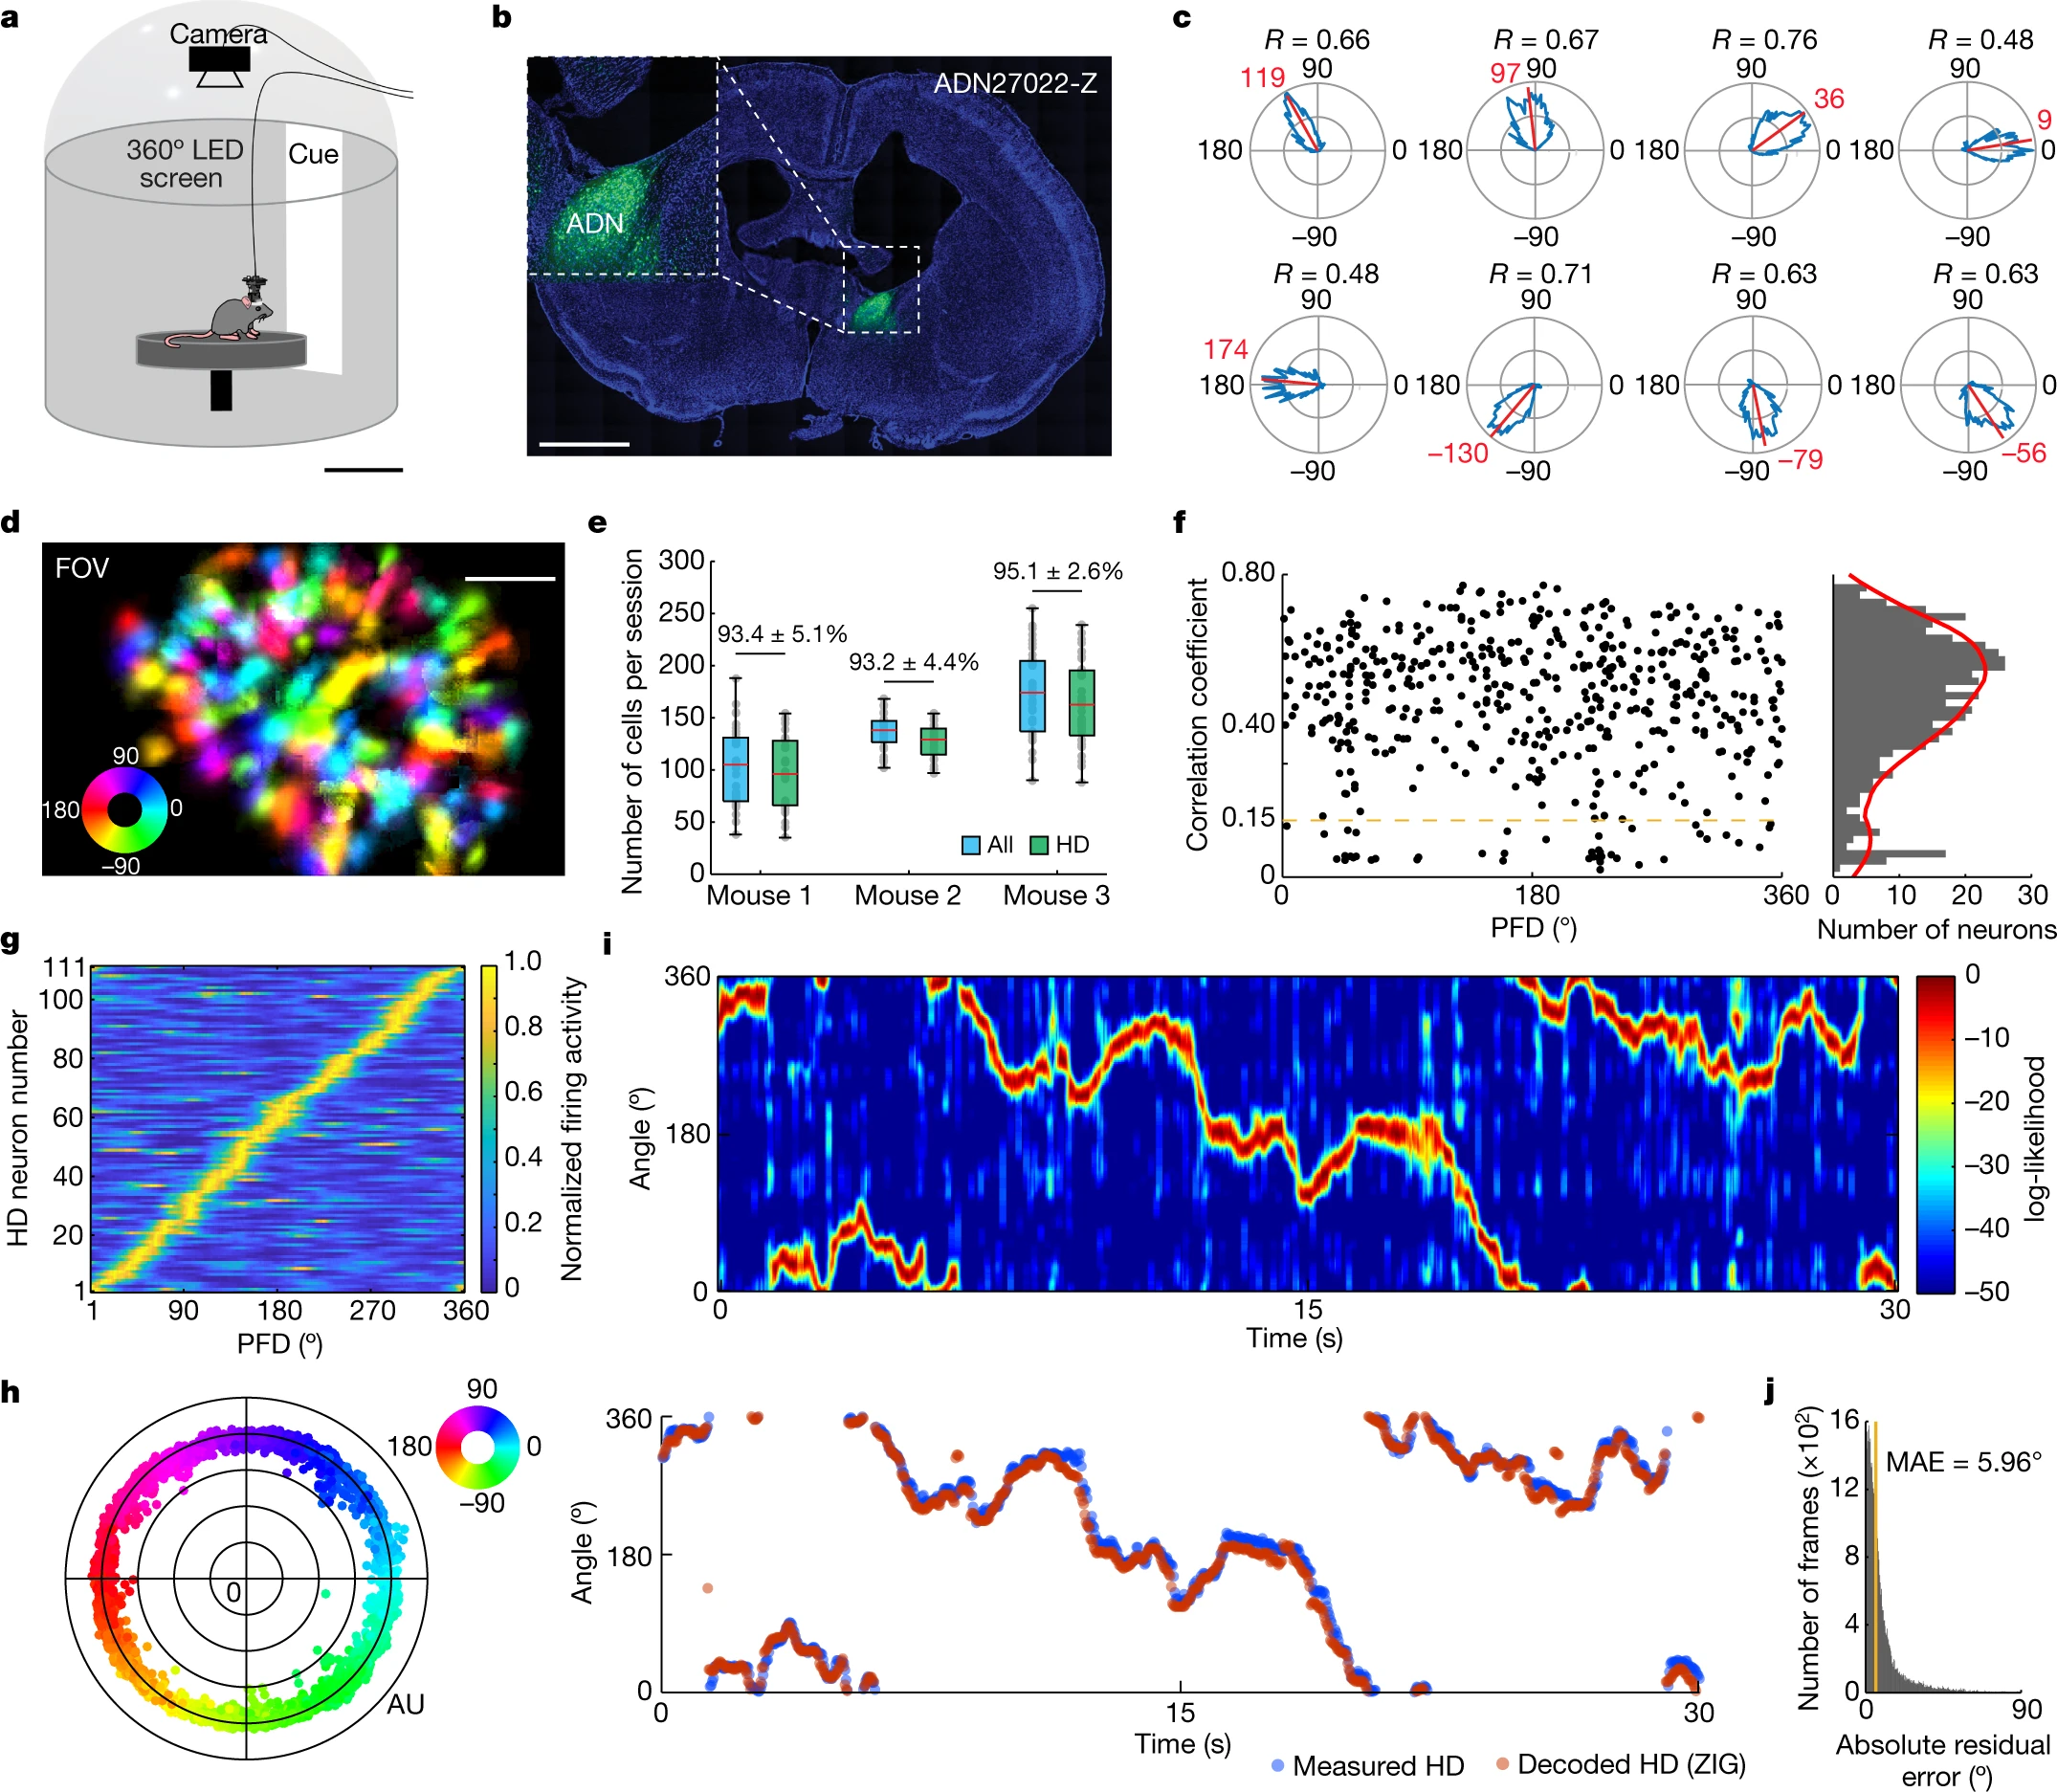 a
Camera
360° LED
screen
Cue
b
ADN27022-Z
ADN
c
R = 0.66
R = 0.67
R = 0.76
R = 0.48
119
90
97
90
90
36
90
9
180
0
180
0
180
0
180
0
–90
–90
–90
–90
R = 0.48
R = 0.71
R = 0.63
R = 0.63
90
90
90
90
174
180
0
180
0
180
0
180
0
–130
–79
–56
–90
–90
–90
–90
d
FOV
90
180
0
–90
e
Number of cells per session
300
250
200
150
100
50
0
93.4 ± 5.1%
93.2 ± 4.4%
95.1 ± 2.6%
All
HD
Mouse 1
Mouse 2
Mouse 3
f
Correlation coefficient
0.80
0.40
0.15
0
0
180
360
PFD (°)
0
10
20
30
Number of neurons
g
HD neuron number
111
100
80
60
40
20
1
1
90
180
270
360
PFD (º)
1.0
0.8
0.6
0.4
0.2
0
Normalized firing activity
i
Angle (º)
360
180
0
0
15
30
Time (s)
0
–10
–20
–30
–40
–50
log-likelihood
h
90
180
0
–90
0
AU
Angle (º)
360
180
0
0
15
30
Time (s)
Measured HD
Decoded HD (ZIG)
j
Number of frames (×10²)
16
12
8
4
0
MAE = 5.96°
0
90
Absolute residual
error (º)